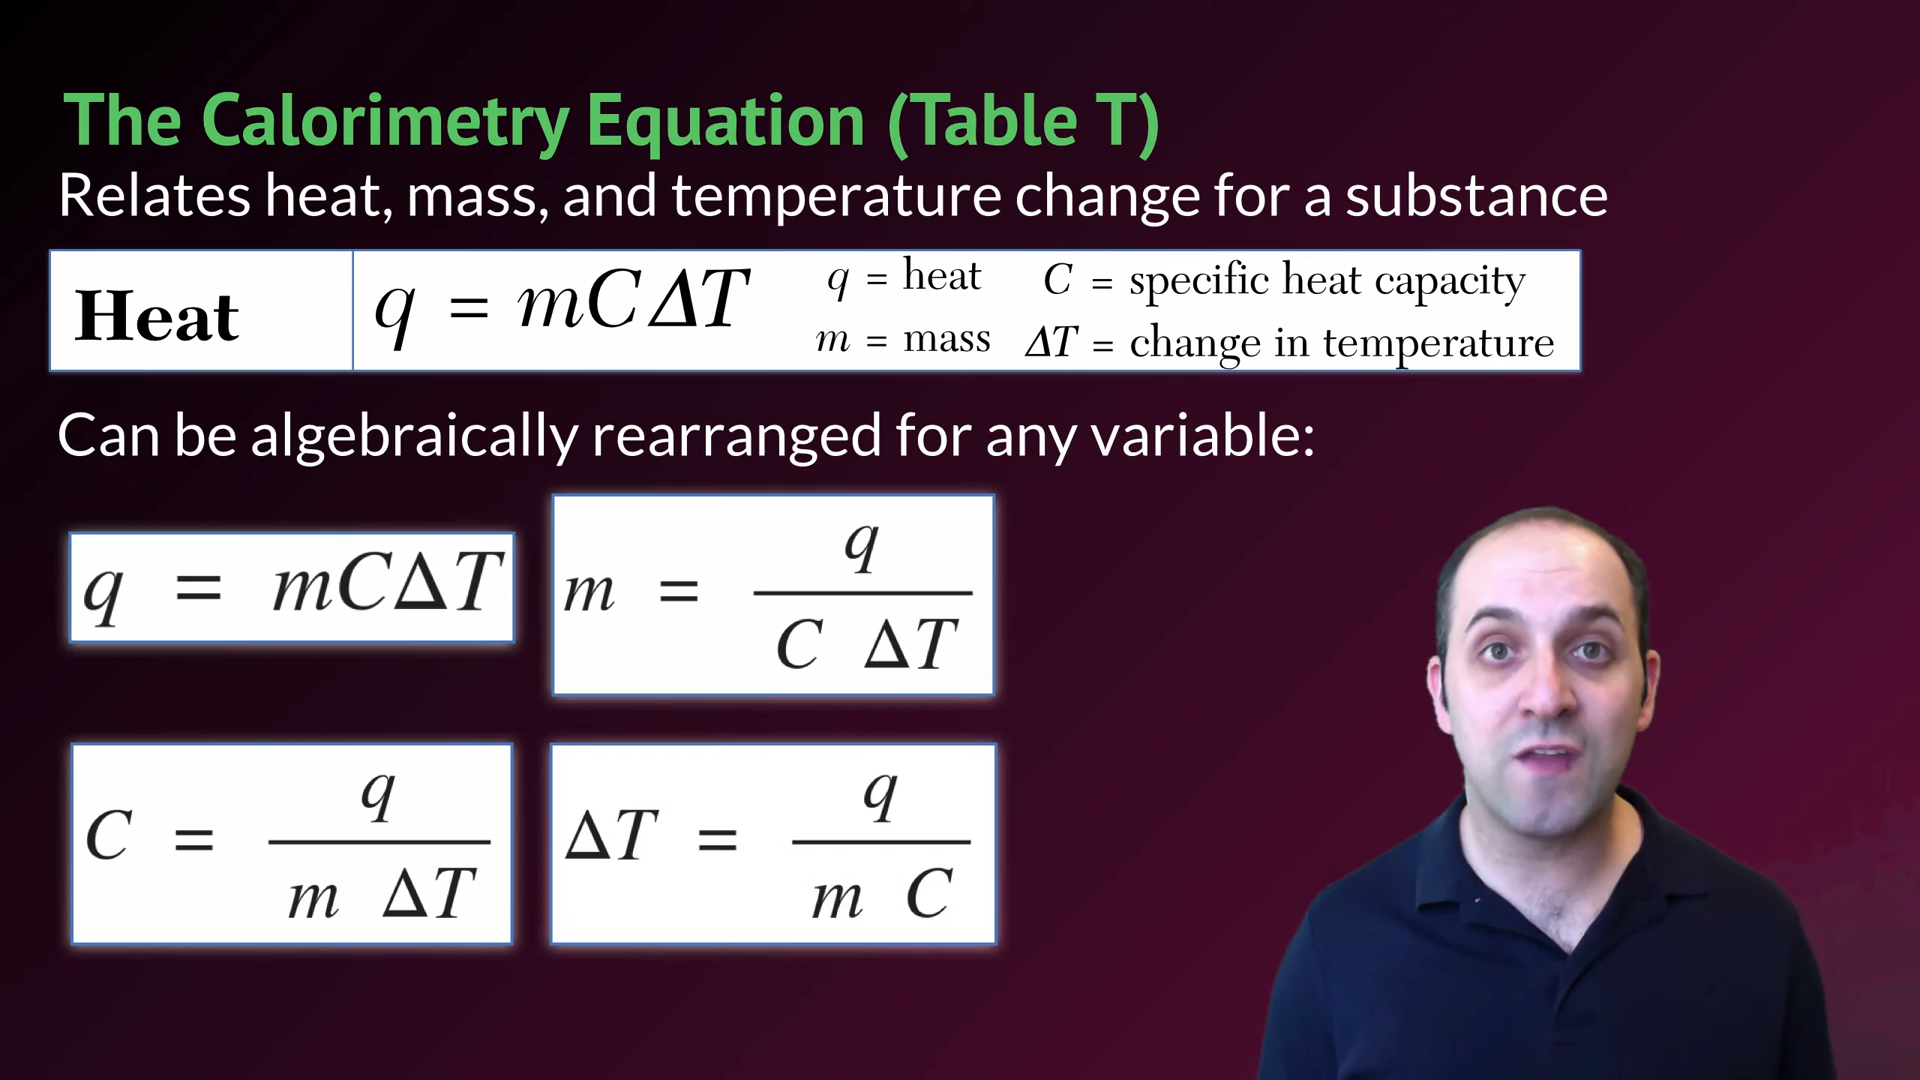 The Calorimetry Equation (Table T)
Relates heat, mass, and temperature change for a substance
Heat q = mCΔT q = heat C = specific heat capacity
m = mass ΔT = change in temperature
Can be algebraically rearranged for any variable:
q = mCΔT
m = q / C ΔT
C = q / m ΔT
ΔT = q / m C